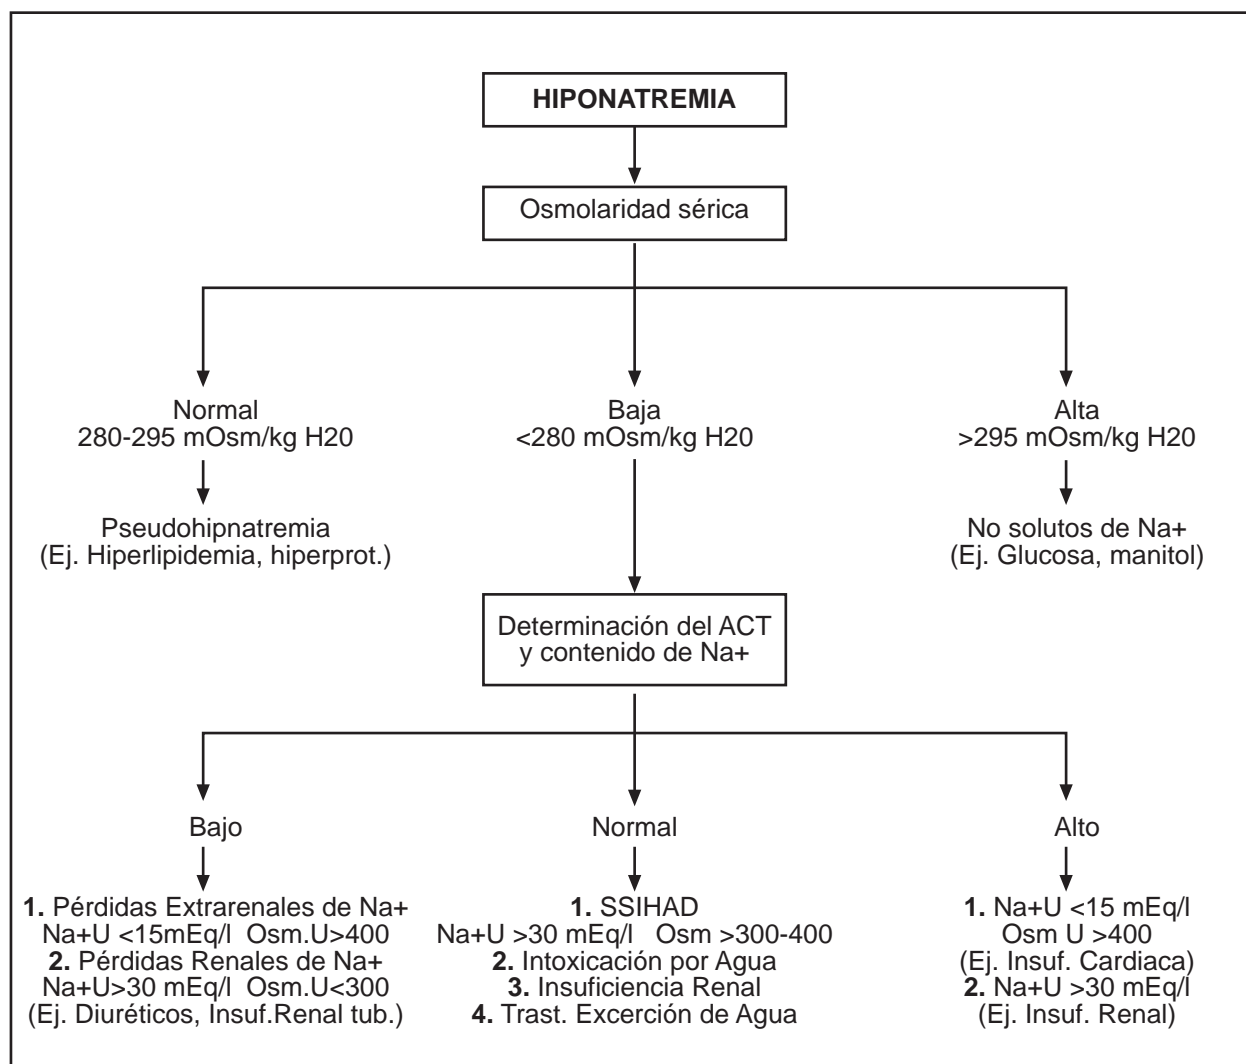 HIPONATREMIA
Osmolaridad sérica
Normal
280-295 mOsm/kg H20
Baja
<280 mOsm/kg H20
Alta
>295 mOsm/kg H20
Pseudohipnatremia
(Ej. Hiperlipidemia, hiperprot.)
No solutos de Na+
(Ej. Glucosa, manitol)
Determinación del ACT
y contenido de Na+
Bajo
Normal
Alto
1. Pérdidas Extrarenales de Na+
Na+U <15mEq/l Osm.U>400
2. Pérdidas Renales de Na+
Na+U>30 mEq/l Osm.U<300
(Ej. Diuréticos, Insuf.Renal tub.)
1. SSIHAD
Na+U >30 mEq/l Osm >300-400
2. Intoxicación por Agua
3. Insuficiencia Renal
4. Trast. Excerción de Agua
1. Na+U <15 mEq/l
Osm U >400
(Ej. Insuf. Cardiaca)
2. Na+U >30 mEq/l
(Ej. Insuf. Renal)